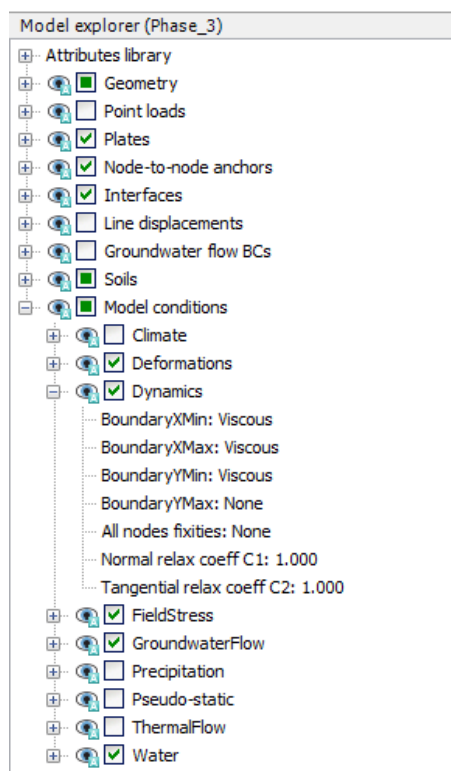 Model explorer (Phase_3)
Attributes library
Geometry
Point loads
Plates
Node-to-node anchors
Interfaces
Line displacements
Groundwater flow BCs
Soils
Model conditions
Climate
Deformations
Dynamics
BoundaryXMin: Viscous
BoundaryXMax: Viscous
BoundaryYMin: Viscous
BoundaryYMax: None
All nodes fixities: None
Normal relax coeff C1: 1.000
Tangential relax coeff C2: 1.000
FieldStress
GroundwaterFlow
Precipitation
Pseudo-static
ThermalFlow
Water